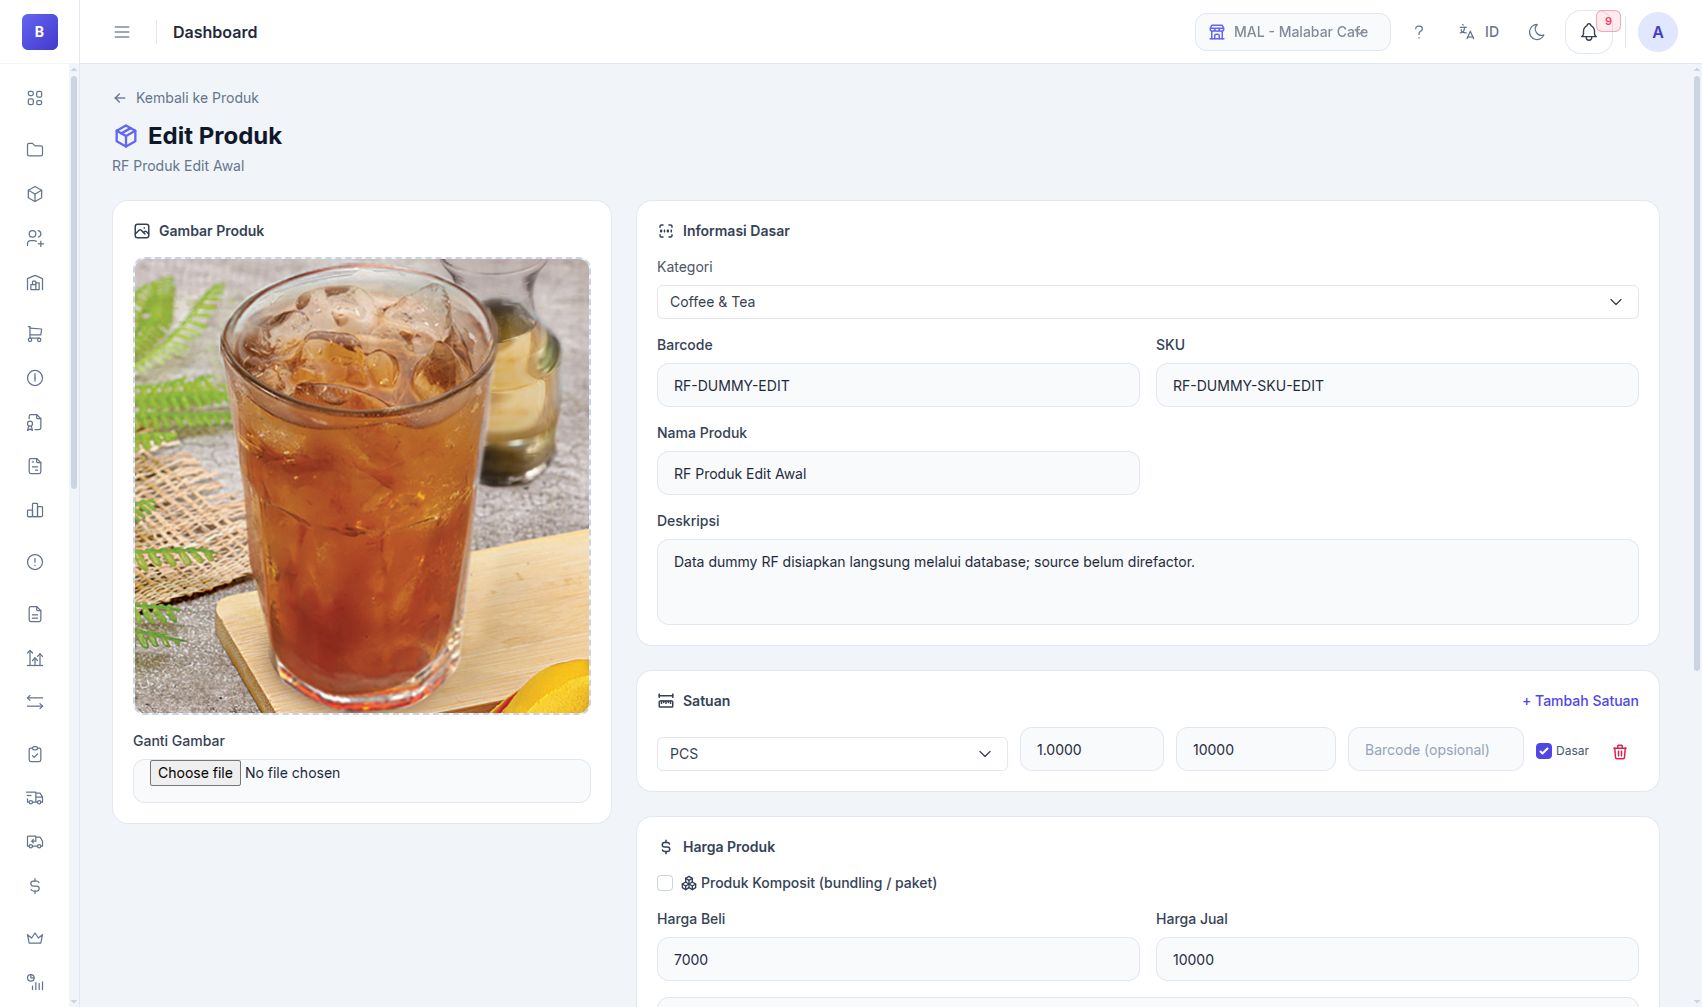 B
Dashboard
MAL - Malabar Cafe
?
ID
9
A
Kembali ke Produk
Edit Produk
RF Produk Edit Awal
Gambar Produk
Ganti Gambar
Choose file No file chosen
Informasi Dasar
Kategori
Coffee & Tea
Barcode
SKU
RF-DUMMY-EDIT
RF-DUMMY-SKU-EDIT
Nama Produk
RF Produk Edit Awal
Deskripsi
Data dummy RF disiapkan langsung melalui database; source belum direfactor.
Satuan
+ Tambah Satuan
PCS
1.0000
10000
Barcode (opsional)
Dasar
Harga Produk
Produk Komposit (bundling / paket)
Harga Beli
Harga Jual
7000
10000